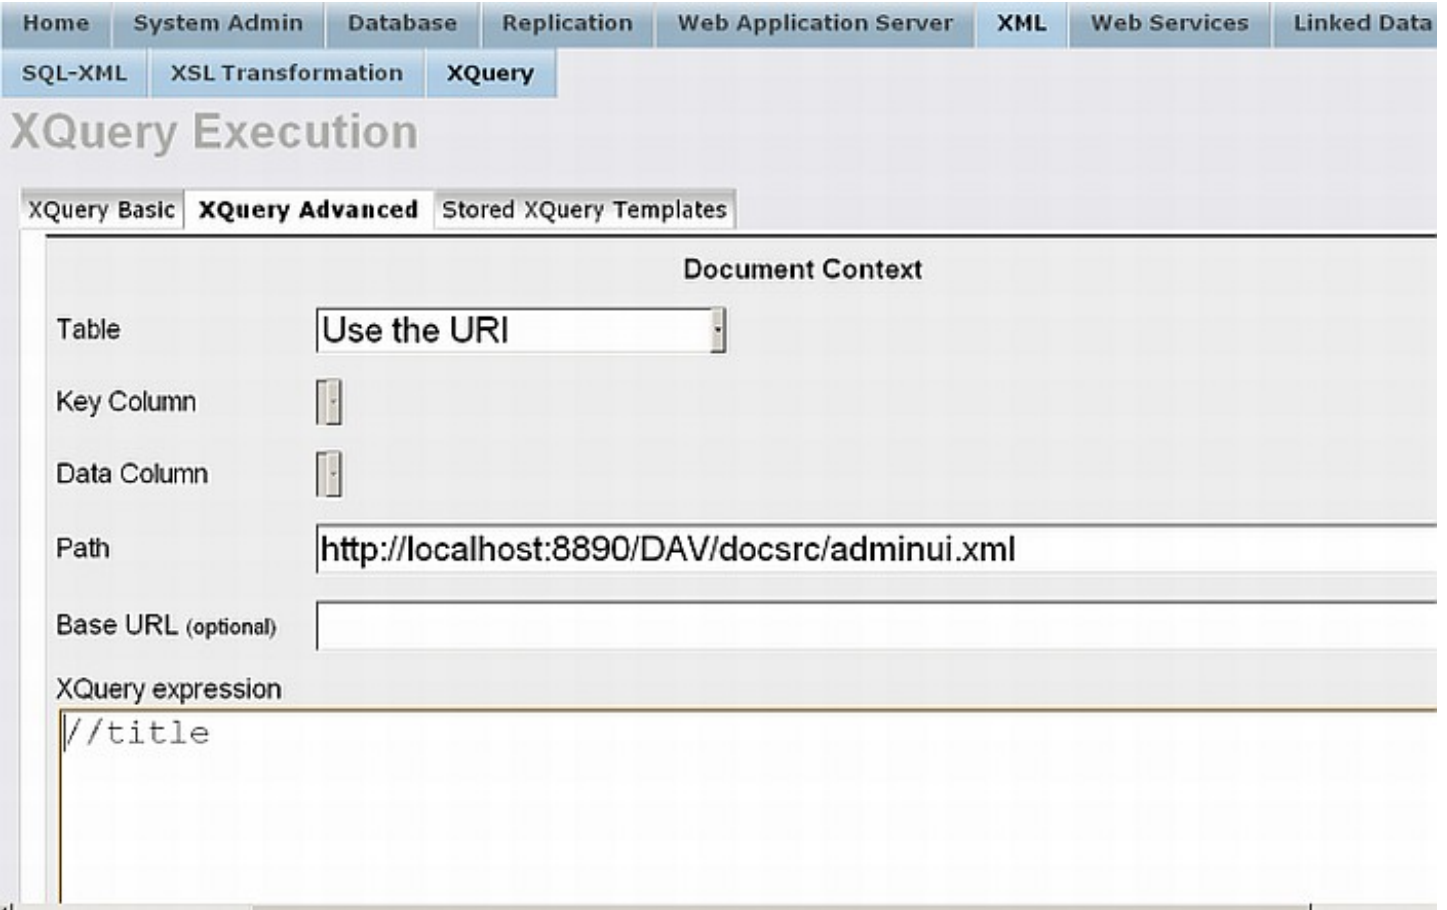 Home System Admin Database Replication Web Application Server XML Web Services Linked Data
SQL-XML XSL Transformation XQuery
XQuery Execution
XQuery Basic XQuery Advanced Stored XQuery Templates
Document Context
Table Use the URI
Key Column
Data Column
Path http://localhost:8890/DAV/docsrc/adminui.xml
Base URL (optional)
XQuery expression
//title